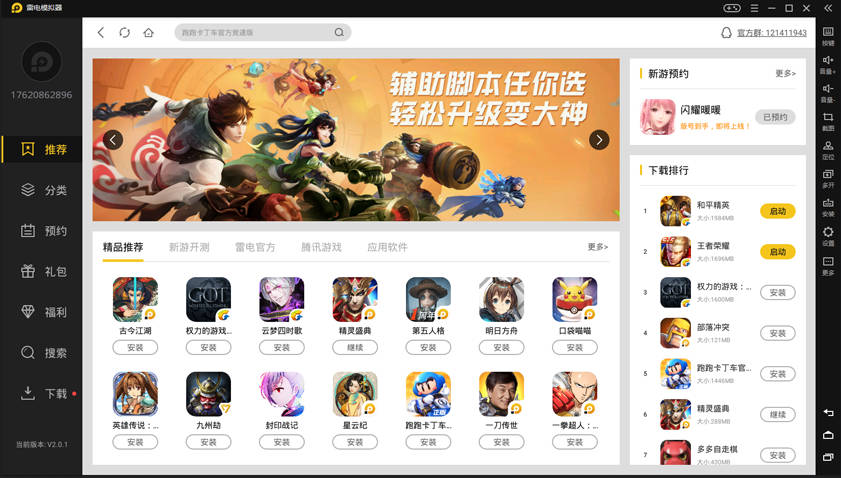 雷电模拟器
17620862896
推荐
分类
预约
礼包
福利
搜索
下载
当前版本: V2.0.1
跑跑卡丁车官方竞速版
官方群: 121411943
辅助脚本任你选
轻松升级变大神
精品推荐
新游开测
雷电官方
腾讯游戏
应用软件
更多>
古今江湖
权力的游戏...
云梦四时歌
精灵盛典
第五人格
明日方舟
口袋喵喵
安装
安装
安装
继续
安装
安装
安装
英雄传说：...
九州劫
封印战记
星云纪
跑跑卡丁车...
一刀传世
一拳超人：...
安装
安装
安装
安装
安装
安装
安装
新游预约
更多>
闪耀暖暖
版号到手，即将上线！
已预约
下载排行
1
和平精英
大小:1984MB
启动
2
王者荣耀
大小:1696MB
启动
3
权力的游戏：...
大小:1600MB
安装
4
部落冲突
大小:121MB
安装
5
跑跑卡丁车官...
大小:1446MB
安装
6
精灵盛典
大小:289MB
继续
7
多多自走棋
大小:430MB
安装
按键
音量+
音量-
截图
定位
多开
安装
设置
更多